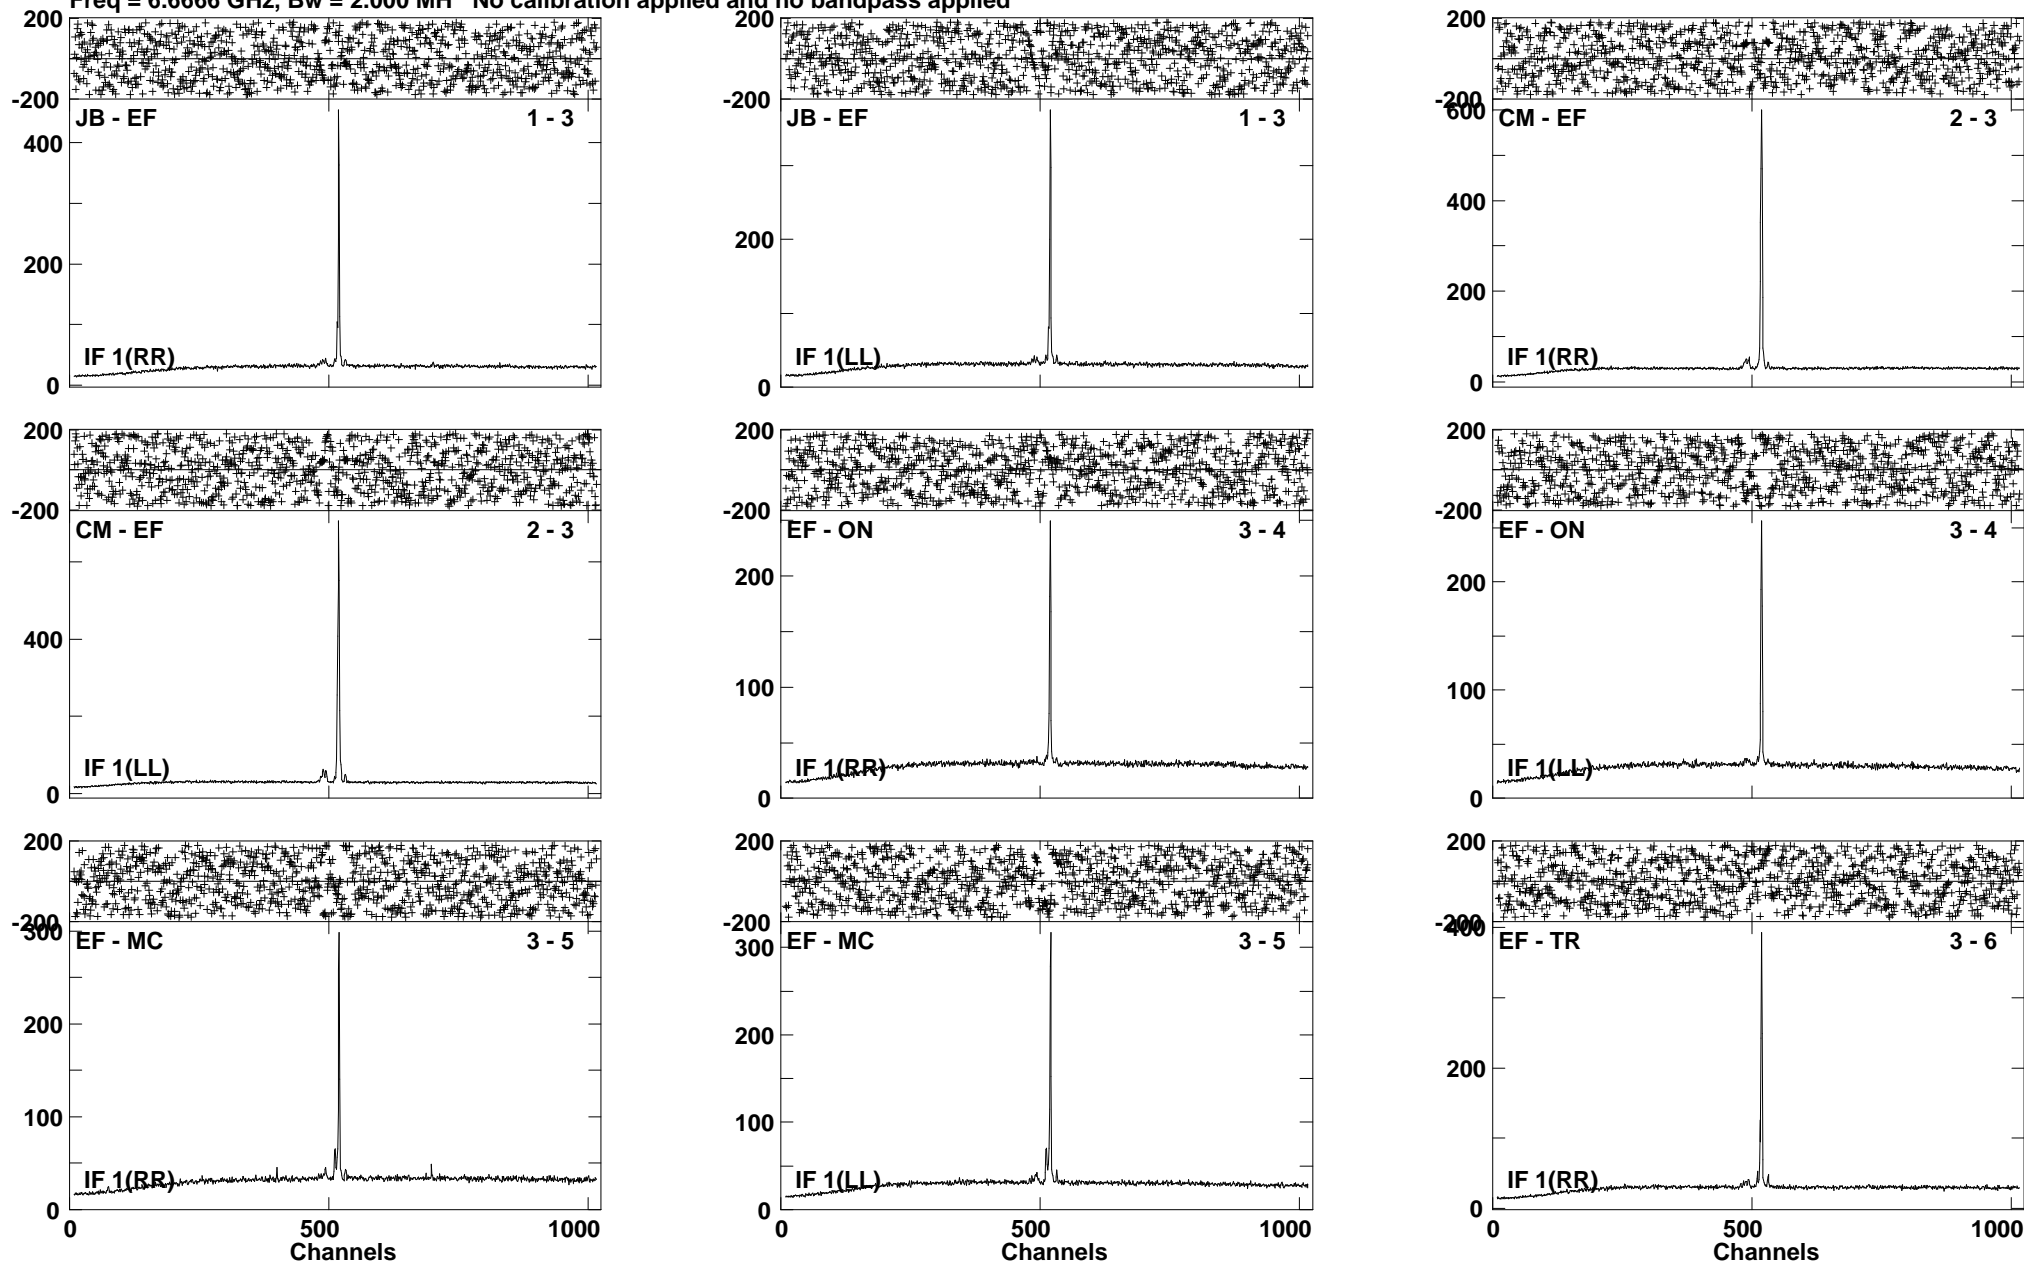 Freq = 6.6666 GHz, Bw = 2.000 MH No calibration applied and no bandpass applied
200
-200
JB - EF 1 - 3
400
200
IF 1(RR)
0
200
-200
JB - EF 1 - 3
200
IF 1(LL)
0
200
-200
600
CM - EF 2 - 3
400
200
IF 1(RR)
0
200
-200
CM - EF 2 - 3
400
IF 1(LL)
0
200
-200
EF - ON 3 - 4
200
100
IF 1(RR)
0
200
-200
EF - ON 3 - 4
200
100
IF 1(LL)
0
200
-200
300
EF - MC 3 - 5
200
100
IF 1(RR)
0
0 500 1000
Channels
200
-200
300
EF - MC 3 - 5
200
100
IF 1(LL)
0
0 500 1000
Channels
200
-200
400
EF - TR 3 - 6
200
IF 1(RR)
0
0 500 1000
Channels